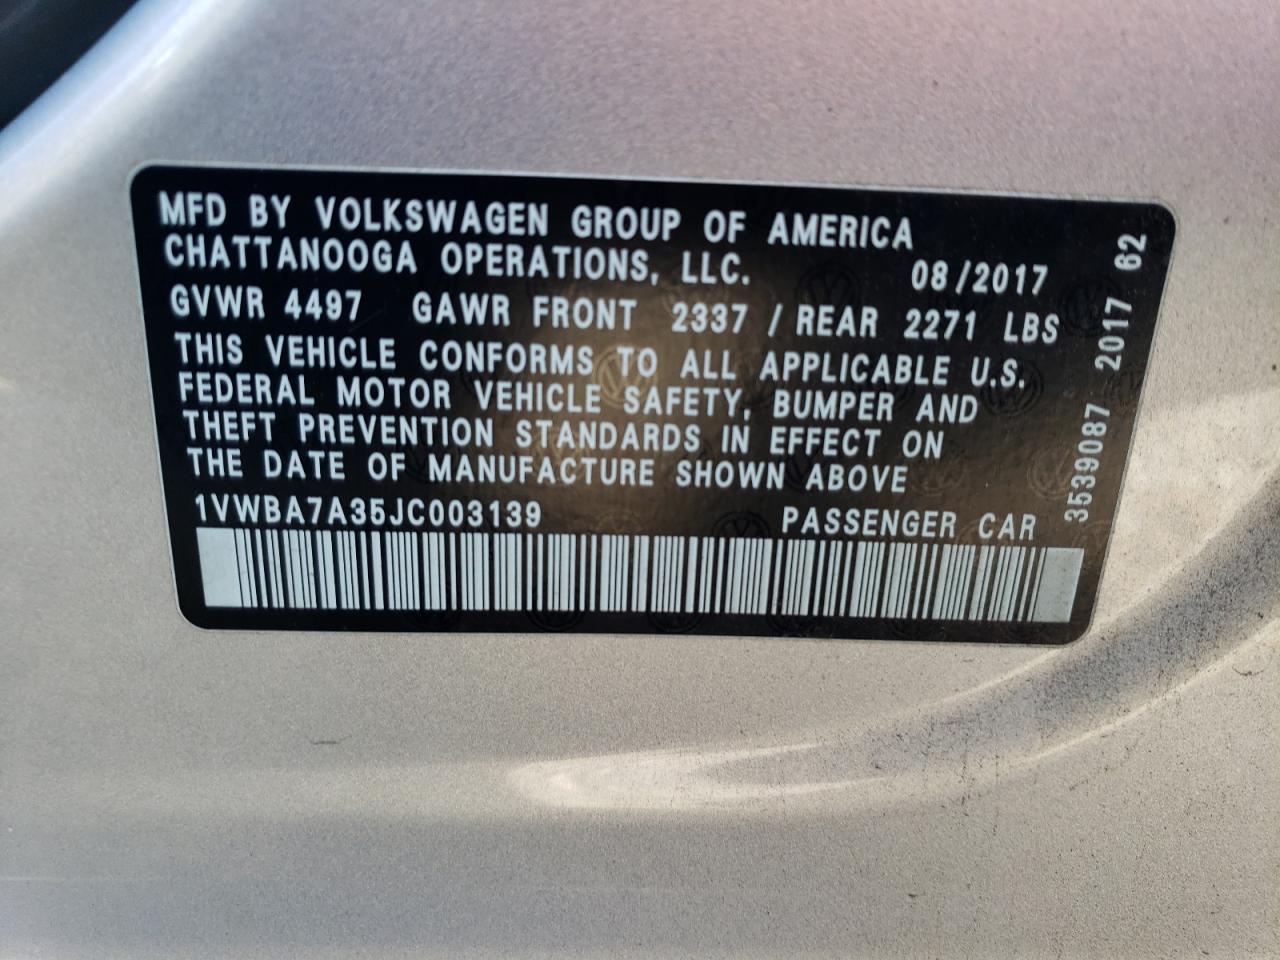 MFD BY VOLKSWAGEN GROUP OF AMERICA
CHATTANOOGA OPERATIONS, LLC. 08/2017
GVWR 4497 GAWR FRONT 2337 / REAR 2271 LBS
THIS VEHICLE CONFORMS TO ALL APPLICABLE U.S.
FEDERAL MOTOR VEHICLE SAFETY, BUMPER AND
THEFT PREVENTION STANDARDS IN EFFECT ON
THE DATE OF MANUFACTURE SHOWN ABOVE
1VWBA7A35JC003139 PASSENGER CAR
3539087 2017 62